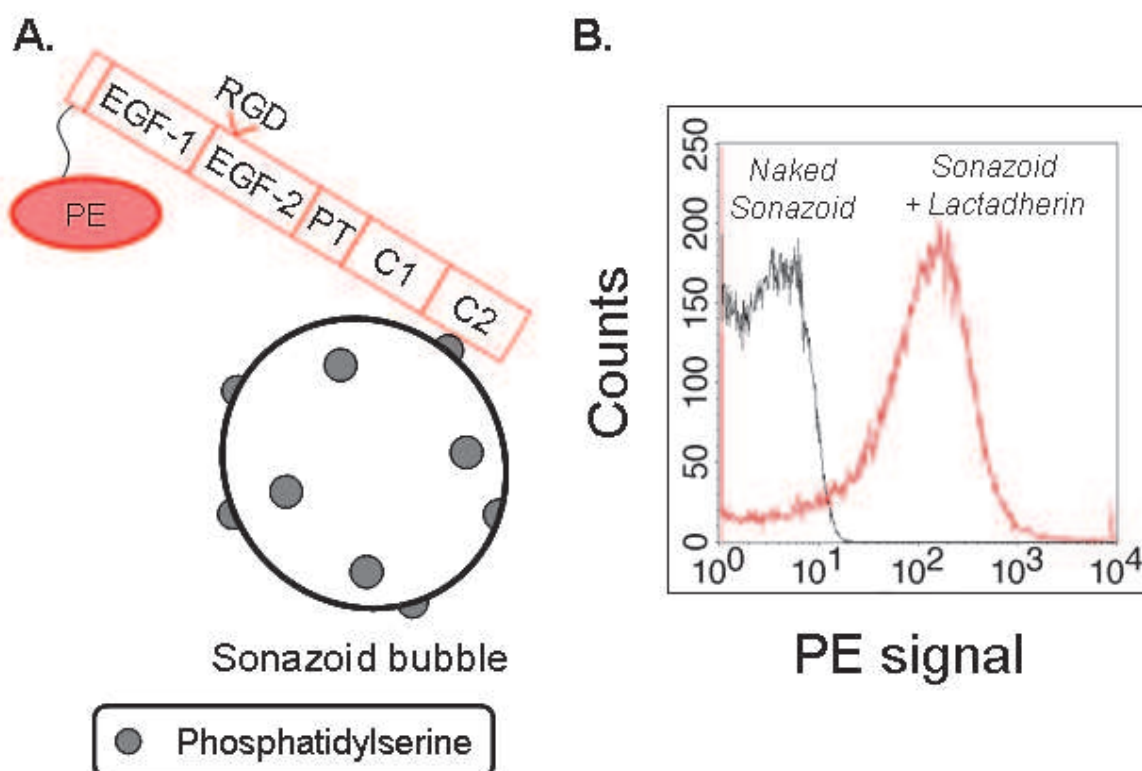 A.
RGD
EGF-1
EGF-2
PT
C1
C2
PE
Sonazoid bubble
Phosphatidylserine
B.
Naked
Sonazoid
Sonazoid
+ Lactadherin
Counts
250
200
150
100
50
0
10^0 10^1 10^2 10^3 10^4
PE signal